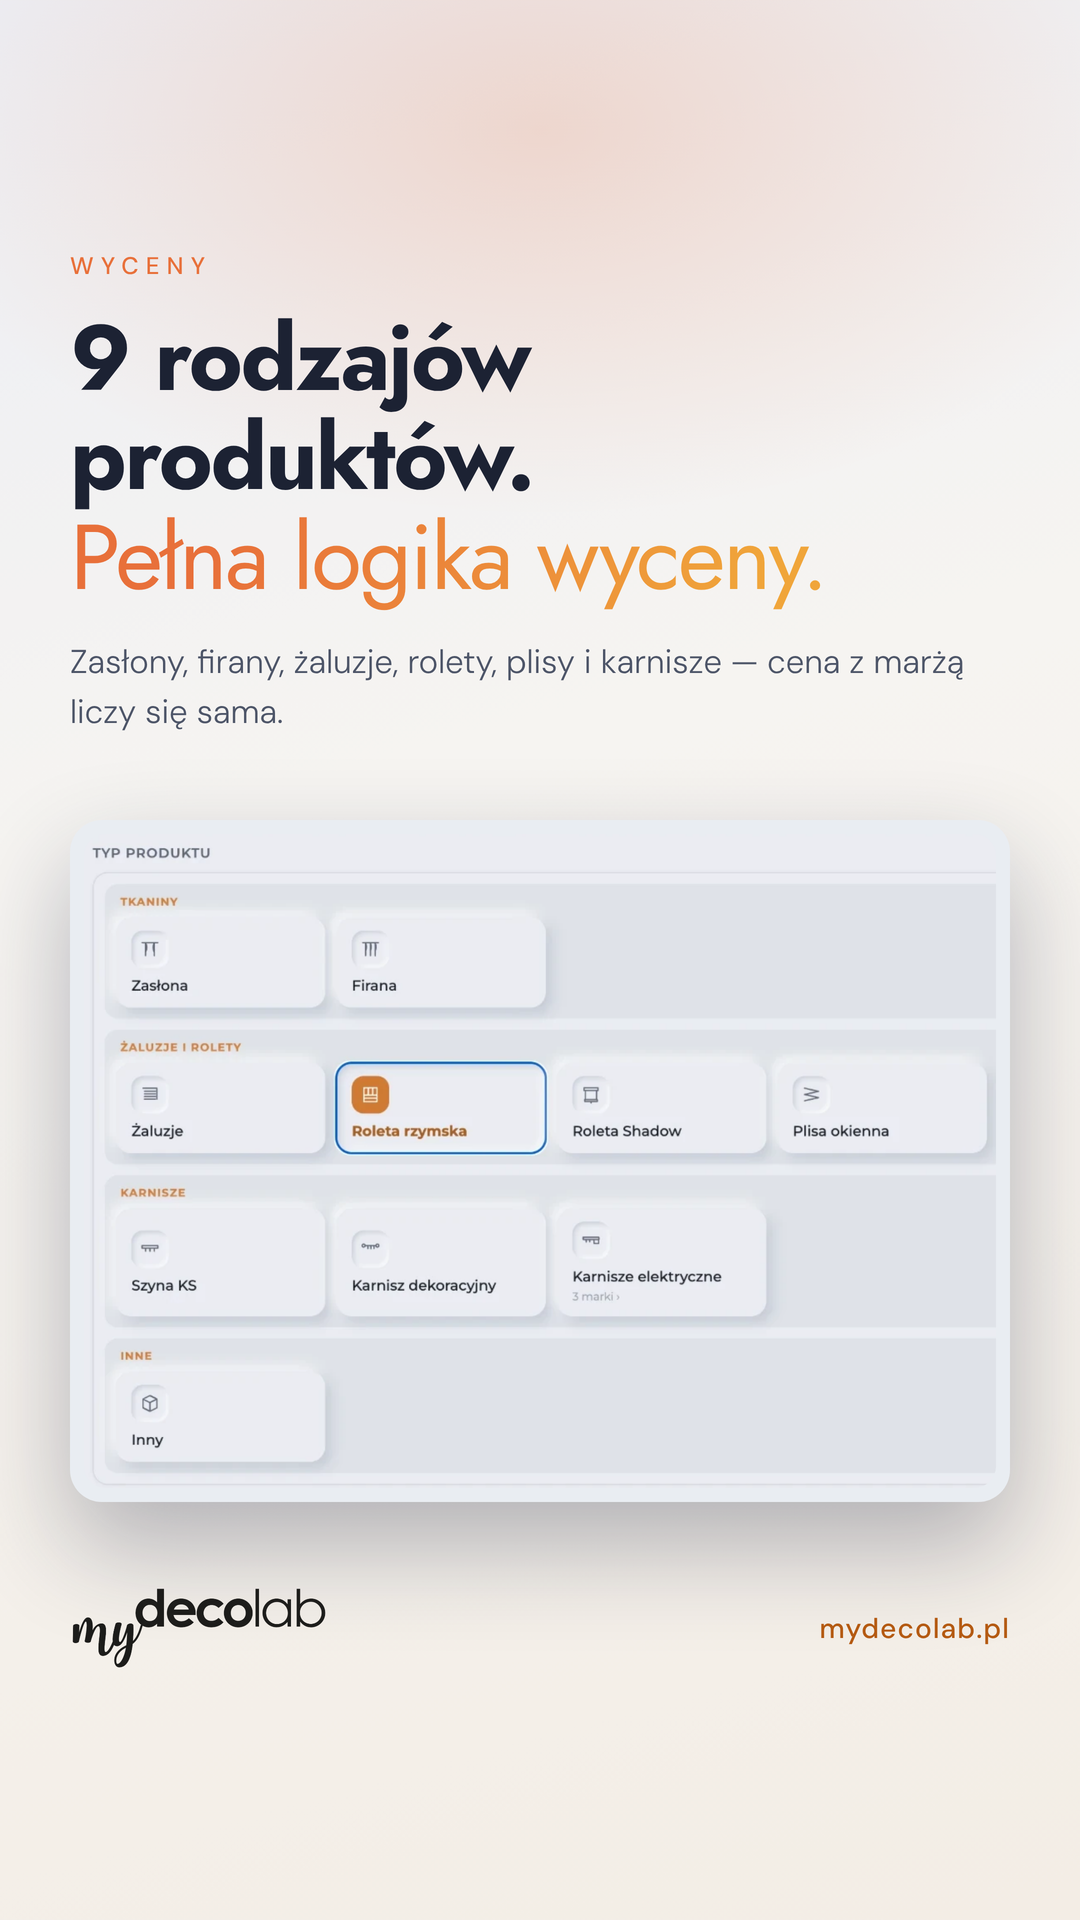 WYCENY
9 rodzajów
produktów.
Pełna logika wyceny.
Zasłony, firany, żaluzje, rolety, plisy i karnisze — cena z marżą
liczy się sama.
TYP PRODUKTU
TKANINY
Zasłona
Firana
ŻALUZJE I ROLETY
Żaluzje
Roleta rzymska
Roleta Shadow
Plisa okienna
KARNISZE
Szyna KS
Karnisz dekoracyjny
Karnisze elektryczne
3 marki ›
INNE
Inny
mydecolab
mydecolab.pl